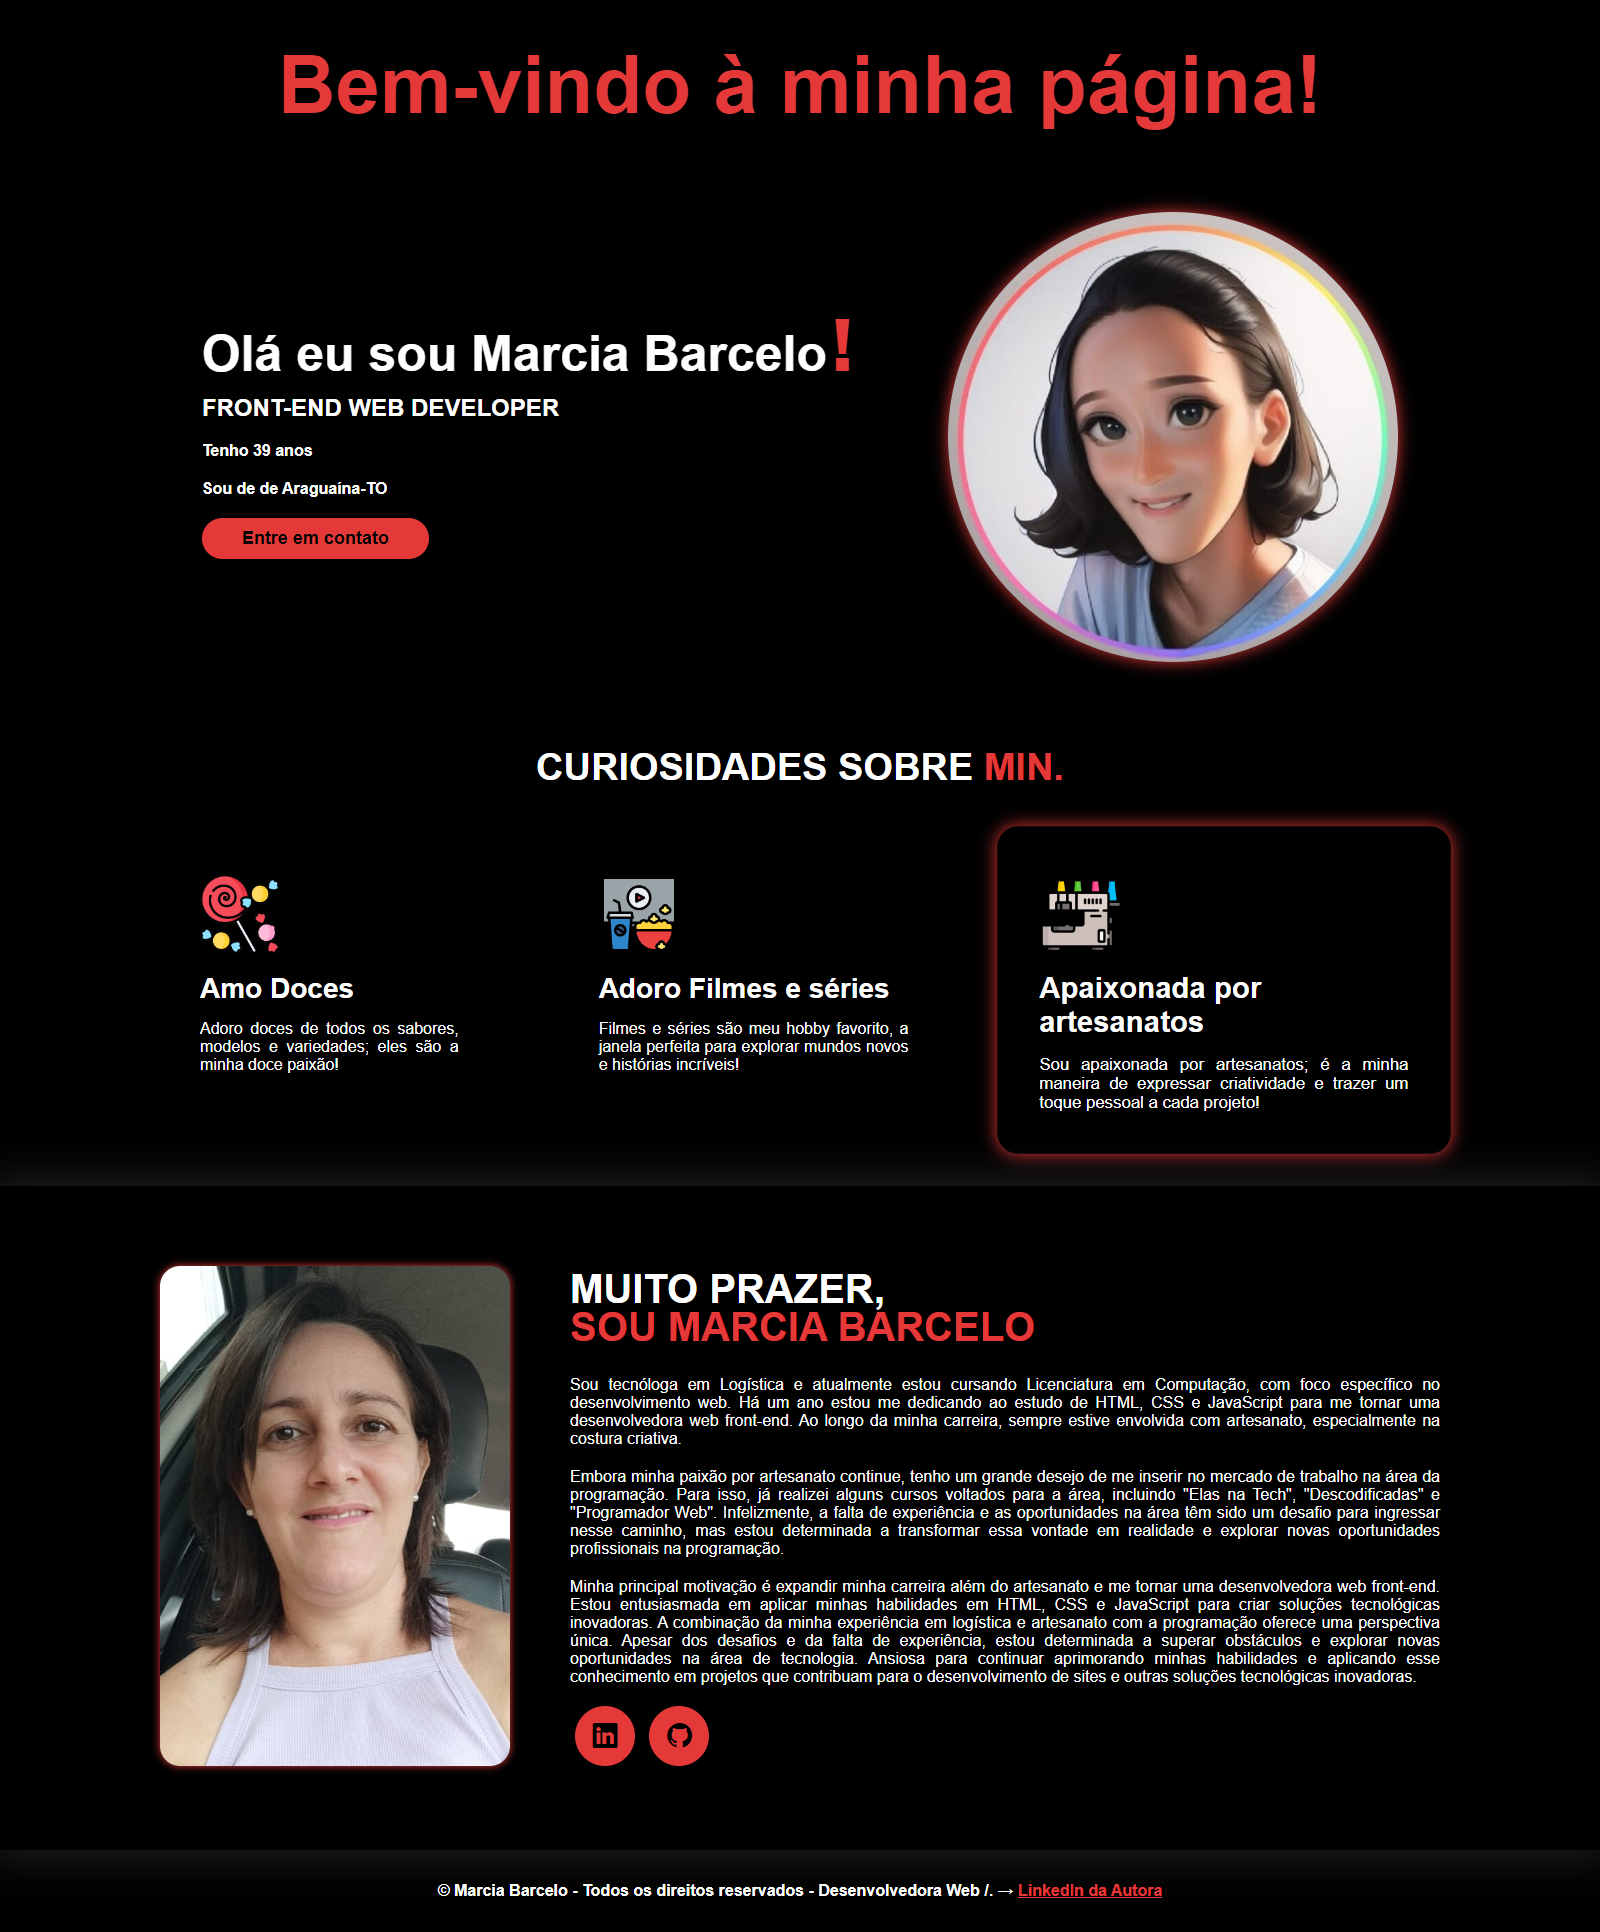 Bem-vindo à minha página!
Olá eu sou Marcia Barcelo!
FRONT-END WEB DEVELOPER
Tenho 39 anos
Sou de de Araguaína-TO
Entre em contato
CURIOSIDADES SOBRE MIN.
Amo Doces
Adoro doces de todos os sabores,
modelos e variedades; eles são a
minha doce paixão!
Adoro Filmes e séries
Filmes e séries são meu hobby favorito, a
janela perfeita para explorar mundos novos
e histórias incríveis!
Apaixonada por
artesanatos
Sou apaixonada por artesanatos; é a minha
maneira de expressar criatividade e trazer um
toque pessoal a cada projeto!
MUITO PRAZER,
SOU MARCIA BARCELO
Sou tecnóloga em Logística e atualmente estou cursando Licenciatura em Computação, com foco específico no
desenvolvimento web. Há um ano estou me dedicando ao estudo de HTML, CSS e JavaScript para me tornar uma
desenvolvedora web front-end. Ao longo da minha carreira, sempre estive envolvida com artesanato, especialmente na
costura criativa.
Embora minha paixão por artesanato continue, tenho um grande desejo de me inserir no mercado de trabalho na área da
programação. Para isso, já realizei alguns cursos voltados para a área, incluindo "Elas na Tech", "Descodificadas" e
"Programador Web". Infelizmente, a falta de experiência e as oportunidades na área têm sido um desafio para ingressar
nesse caminho, mas estou determinada a transformar essa vontade em realidade e explorar novas oportunidades
profissionais na programação.
Minha principal motivação é expandir minha carreira além do artesanato e me tornar uma desenvolvedora web front-end.
Estou entusiasmada em aplicar minhas habilidades em HTML, CSS e JavaScript para criar soluções tecnológicas
inovadoras. A combinação da minha experiência em logística e artesanato com a programação oferece uma perspectiva
única. Apesar dos desafios e da falta de experiência, estou determinada a superar obstáculos e explorar novas
oportunidades na área de tecnologia. Ansiosa para continuar aprimorando minhas habilidades e aplicando esse
conhecimento em projetos que contribuam para o desenvolvimento de sites e outras soluções tecnológicas inovadoras.
in
© Marcia Barcelo - Todos os direitos reservados - Desenvolvedora Web /. → LinkedIn da Autora